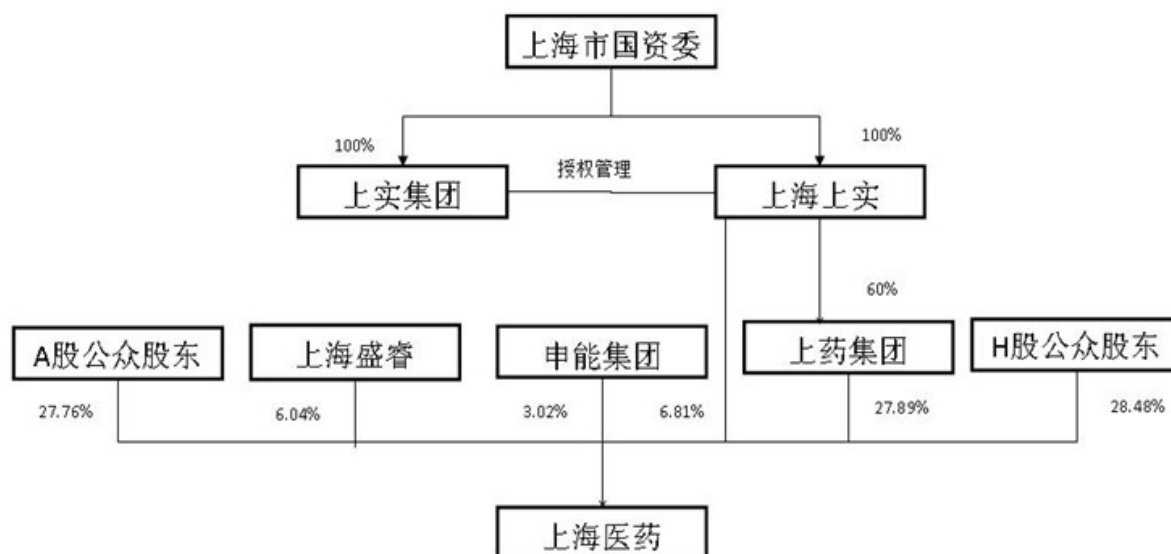 上海市国资委
100%
100%
授权管理
上实集团
上海上实
60%
A股公众股东
上海盛睿
申能集团
上药集团
H股公众股东
27.76%
6.04%
3.02%
6.81%
27.89%
28.48%
上海医药